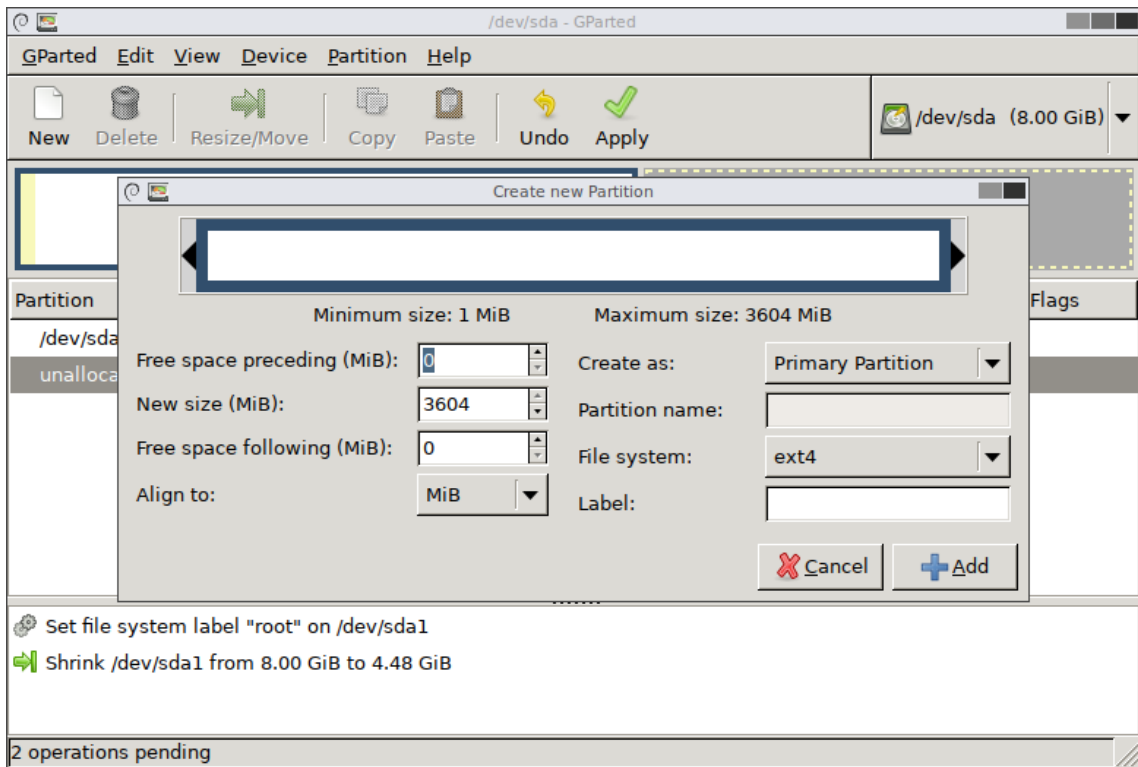 /dev/sda - GParted
GParted Edit View Device Partition Help
New Delete Resize/Move Copy Paste Undo Apply /dev/sda (8.00 GiB)
Create new Partition
Minimum size: 1 MiB Maximum size: 3604 MiB
Partition Flags
/dev/sda
unalloca
Free space preceding (MiB): 0 Create as: Primary Partition
New size (MiB): 3604 Partition name:
Free space following (MiB): 0 File system: ext4
Align to: MiB Label:
Cancel Add
Set file system label "root" on /dev/sda1
Shrink /dev/sda1 from 8.00 GiB to 4.48 GiB
2 operations pending